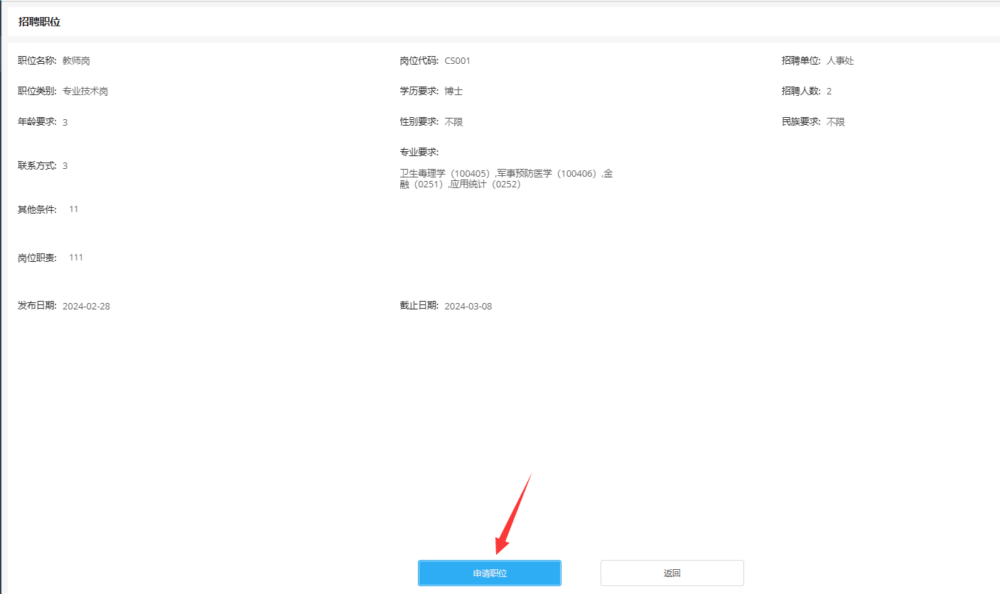 招聘职位
职位名称: 教师岗
岗位代码: CS001
招聘单位: 人事处
职位类别: 专业技术岗
学历要求: 博士
招聘人数: 2
年龄要求: 3
性别要求: 不限
民族要求: 不限
联系方式: 3
专业要求:
卫生毒理学（100405）,军事预防医学（100406）,金
融（0251）,应用统计（0252）
其他条件: 11
岗位职责: 111
发布日期: 2024-02-28
截止日期: 2024-03-08
申请职位
返回